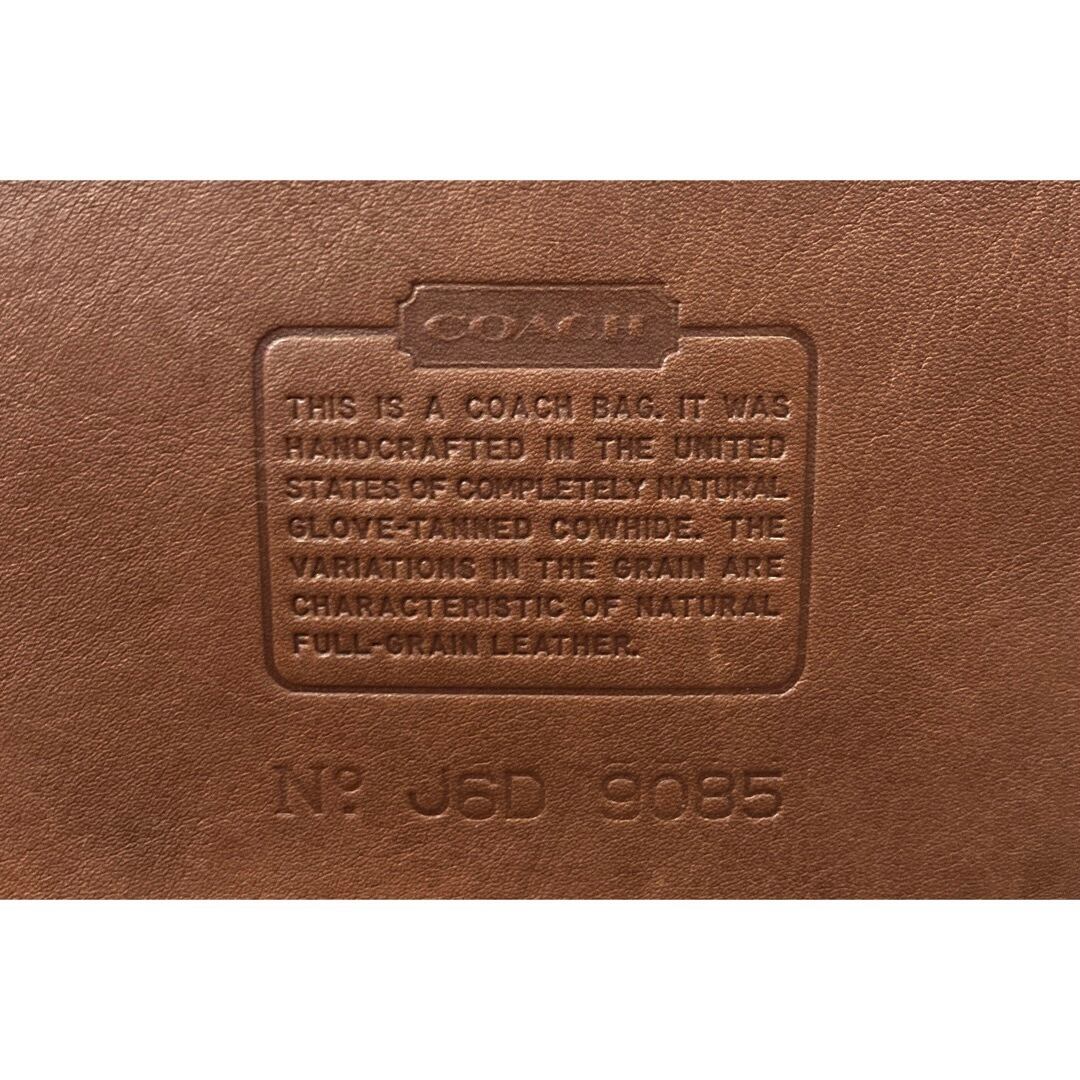 COACH
THIS IS A COACH BAG. IT WAS
HANDCRAFTED IN THE UNITED
STATES OF COMPLETELY NATURAL
GLOVE-TANNED COWHIDE. THE
VARIATIONS IN THE GRAIN ARE
CHARACTERISTIC OF NATURAL
FULL-GRAIN LEATHER.
Nº J6D 9085